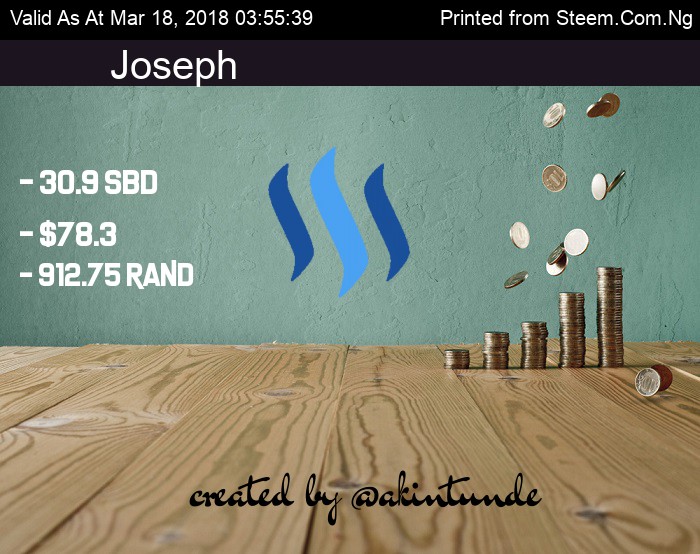 Valid As At Mar 18, 2018 03:55:39 Printed from Steem.Com.Ng
Joseph
- 30.9 SBD
- $78.3
- 912.75 RAND
created by @akintunde